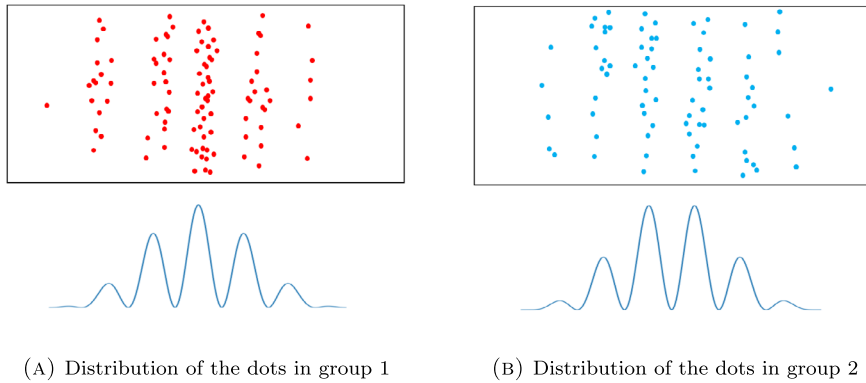 (A) Distribution of the dots in group 1
(B) Distribution of the dots in group 2